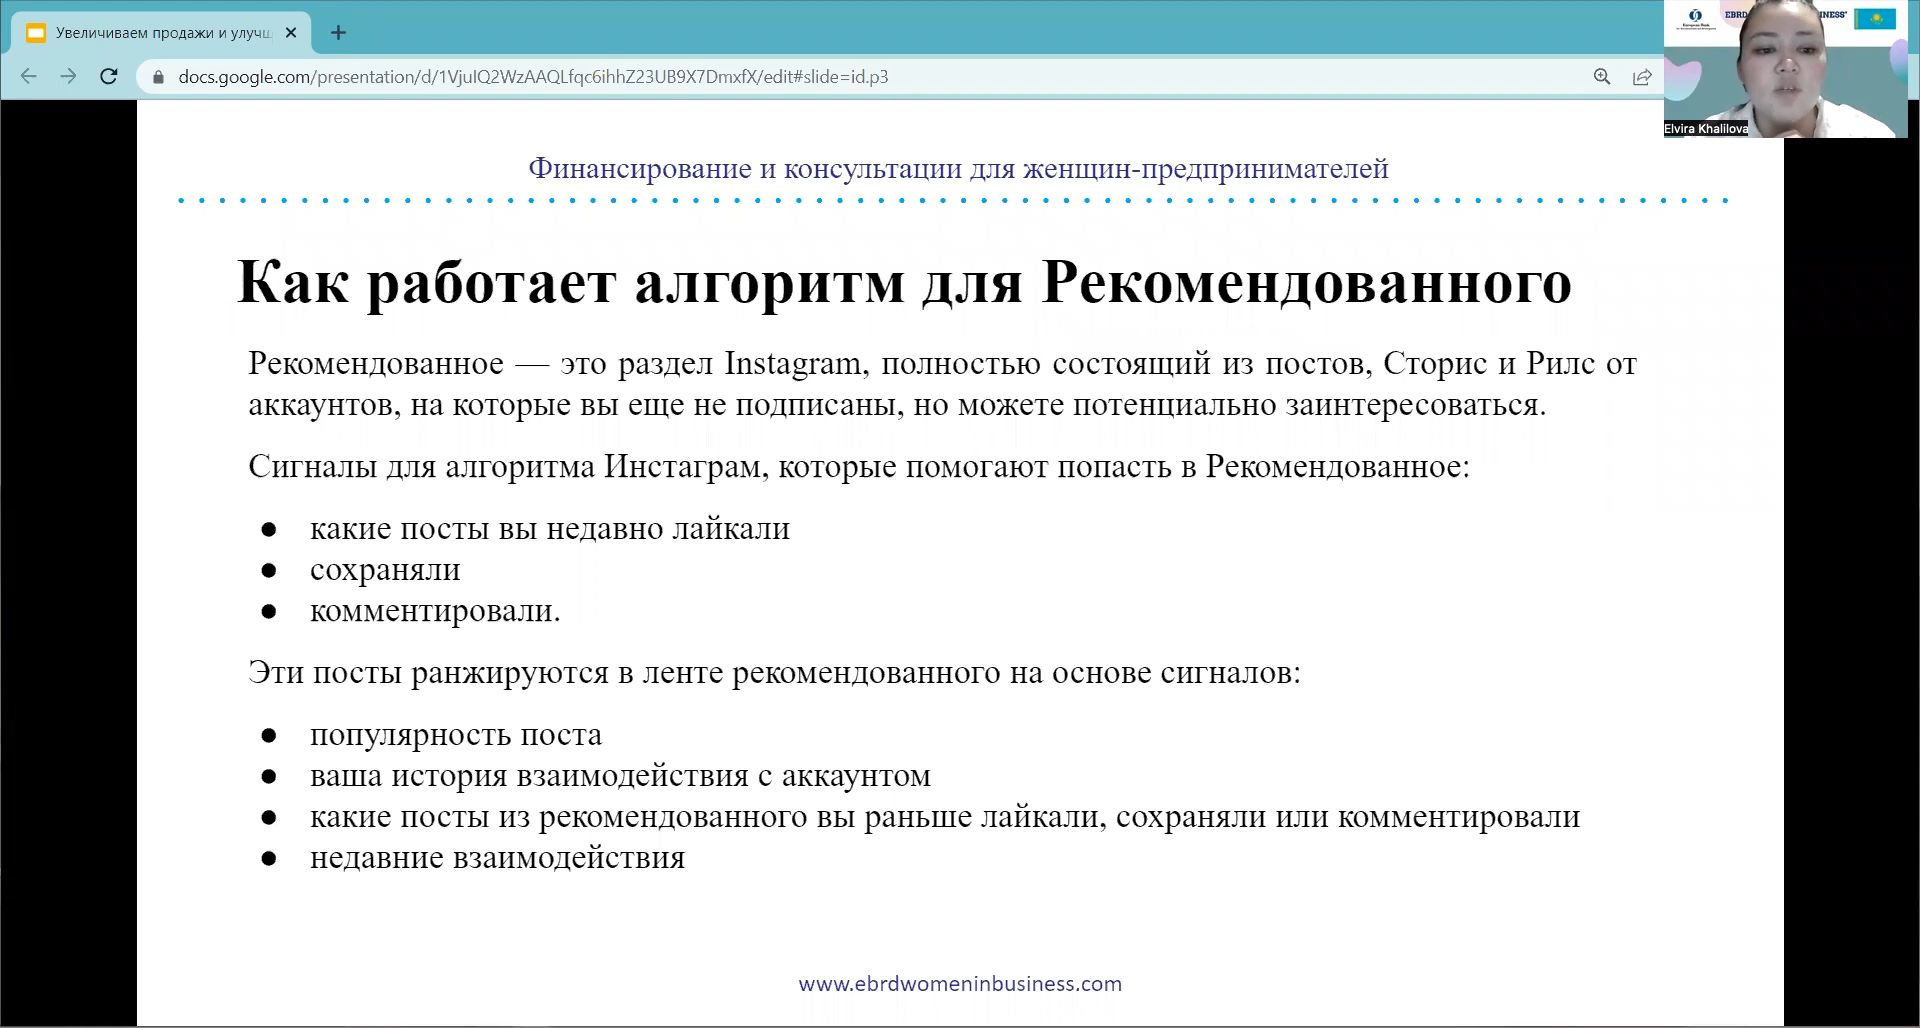 Увеличиваем продажи и улучш
docs.google.com/presentation/d/1VjuIQ2WzAAQLfqc6ihhZ23UB9X7DmxfX/edit#slide=id.p3
EBRD
INESS'
Elvira Khalilova
Финансирование и консультации для женщин-предпринимателей
Как работает алгоритм для Рекомендованного
Рекомендованное — это раздел Instagram, полностью состоящий из постов, Сторис и Рилс от
аккаунтов, на которые вы еще не подписаны, но можете потенциально заинтересоваться.
Сигналы для алгоритма Инстаграм, которые помогают попасть в Рекомендованное:
● какие посты вы недавно лайкали
● сохраняли
● комментировали.
Эти посты ранжируются в ленте рекомендованного на основе сигналов:
● популярность поста
● ваша история взаимодействия с аккаунтом
● какие посты из рекомендованного вы раньше лайкали, сохраняли или комментировали
● недавние взаимодействия
www.ebrdwomeninbusiness.com